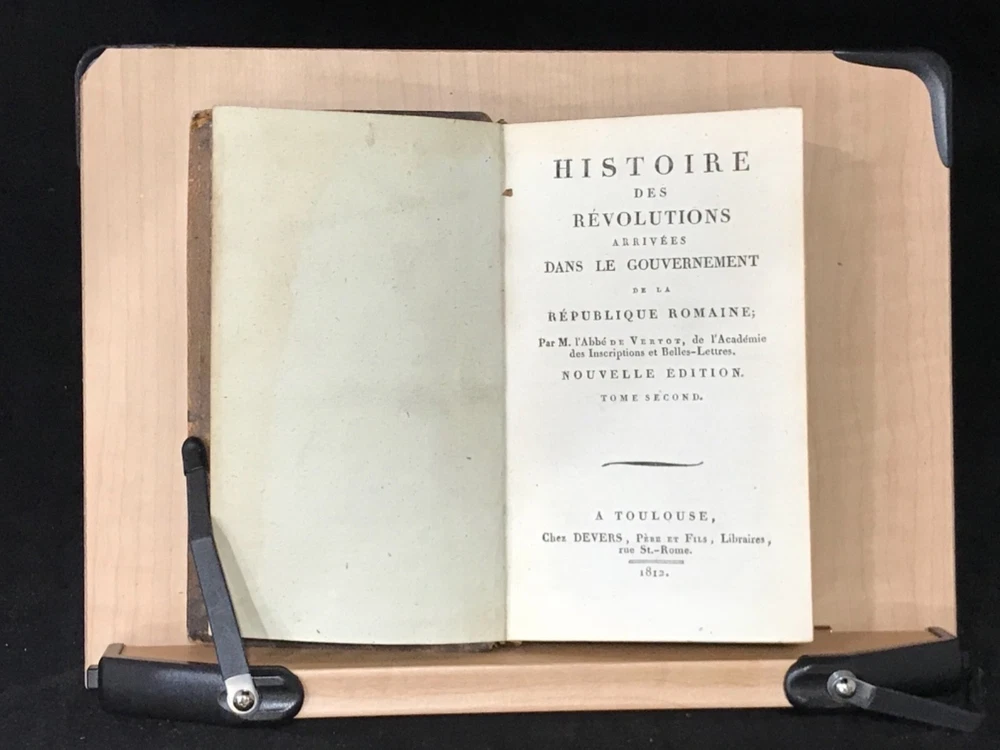 HISTOIRE
DES
RÉVOLUTIONS
ARRIVÉES
DANS LE GOUVERNEMENT
DE LA
RÉPUBLIQUE ROMAINE;
Par M. l'Abbé DE VERTOT, de l'Académie
des Inscriptions et Belles-Lettres.
NOUVELLE EDITION.
TOME SECOND.
A TOULOUSE,
Chez DEVERS, PÈRE ET FILS, Libraires,
rue St.-Rome.
1812.